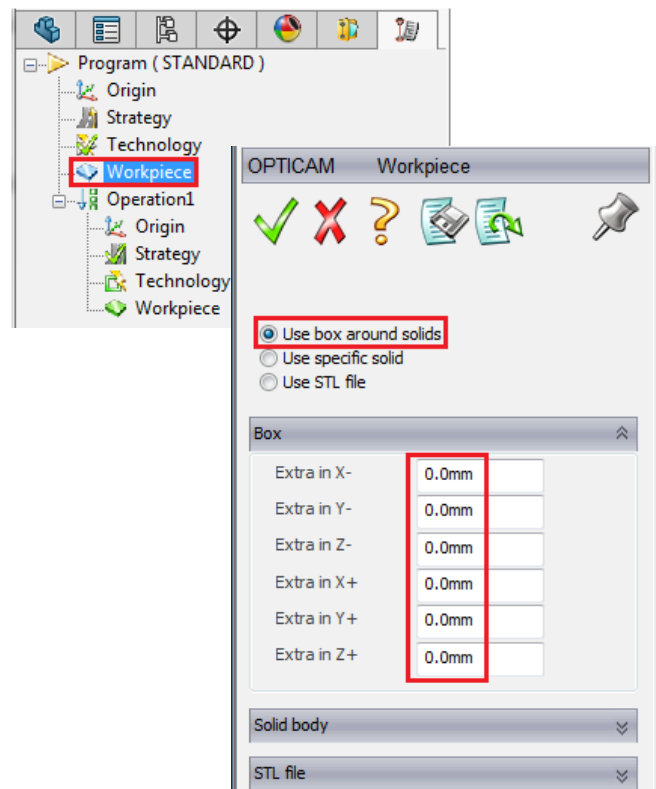 Program ( STANDARD )
Origin
Strategy
Technology
Workpiece
Operation1
Origin
Strategy
Technology
Workpiece
OPTICAM Workpiece
Use box around solids
Use specific solid
Use STL file
Box
Extra in X- 0.0mm
Extra in Y- 0.0mm
Extra in Z- 0.0mm
Extra in X+ 0.0mm
Extra in Y+ 0.0mm
Extra in Z+ 0.0mm
Solid body
STL file